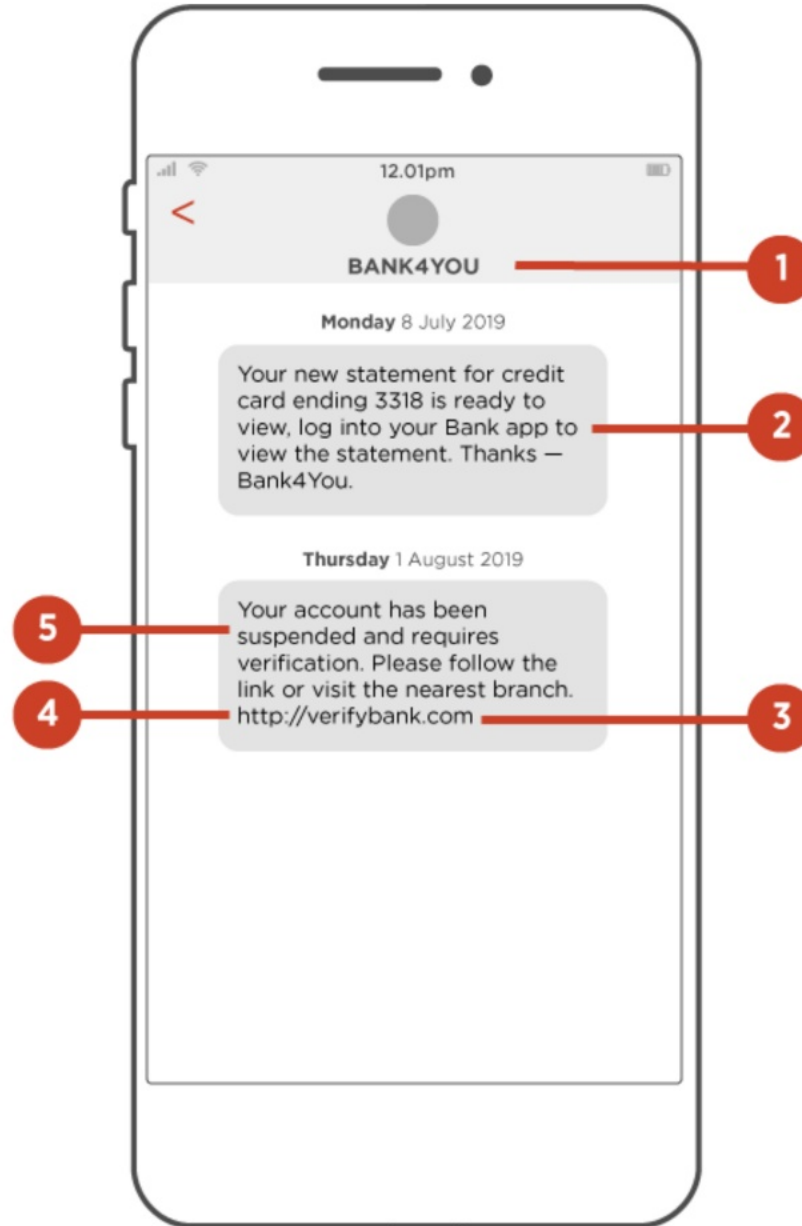 12.01pm
<
BANK4YOU
1
Monday 8 July 2019
Your new statement for credit
card ending 3318 is ready to
view, log into your Bank app to
view the statement. Thanks —
Bank4You.
2
Thursday 1 August 2019
Your account has been
suspended and requires
verification. Please follow the
link or visit the nearest branch.
http://verifybank.com
5
4
3